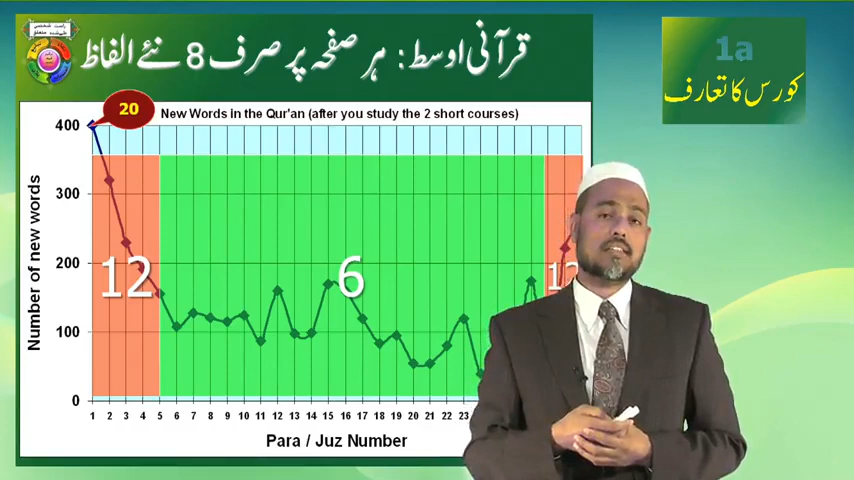 قرآنی اوسط: ہر صفحہ پر صرف 8 نئے الفاظ
1a
کورس کا تعارف
New Words in the Qur'an (after you study the 2 short courses)
20
400
300
200
100
0
Number of new words
12
6
12
1 2 3 4 5 6 7 8 9 10 11 12 13 14 15 16 17 18 19 20 21 22 23
Para / Juz Number